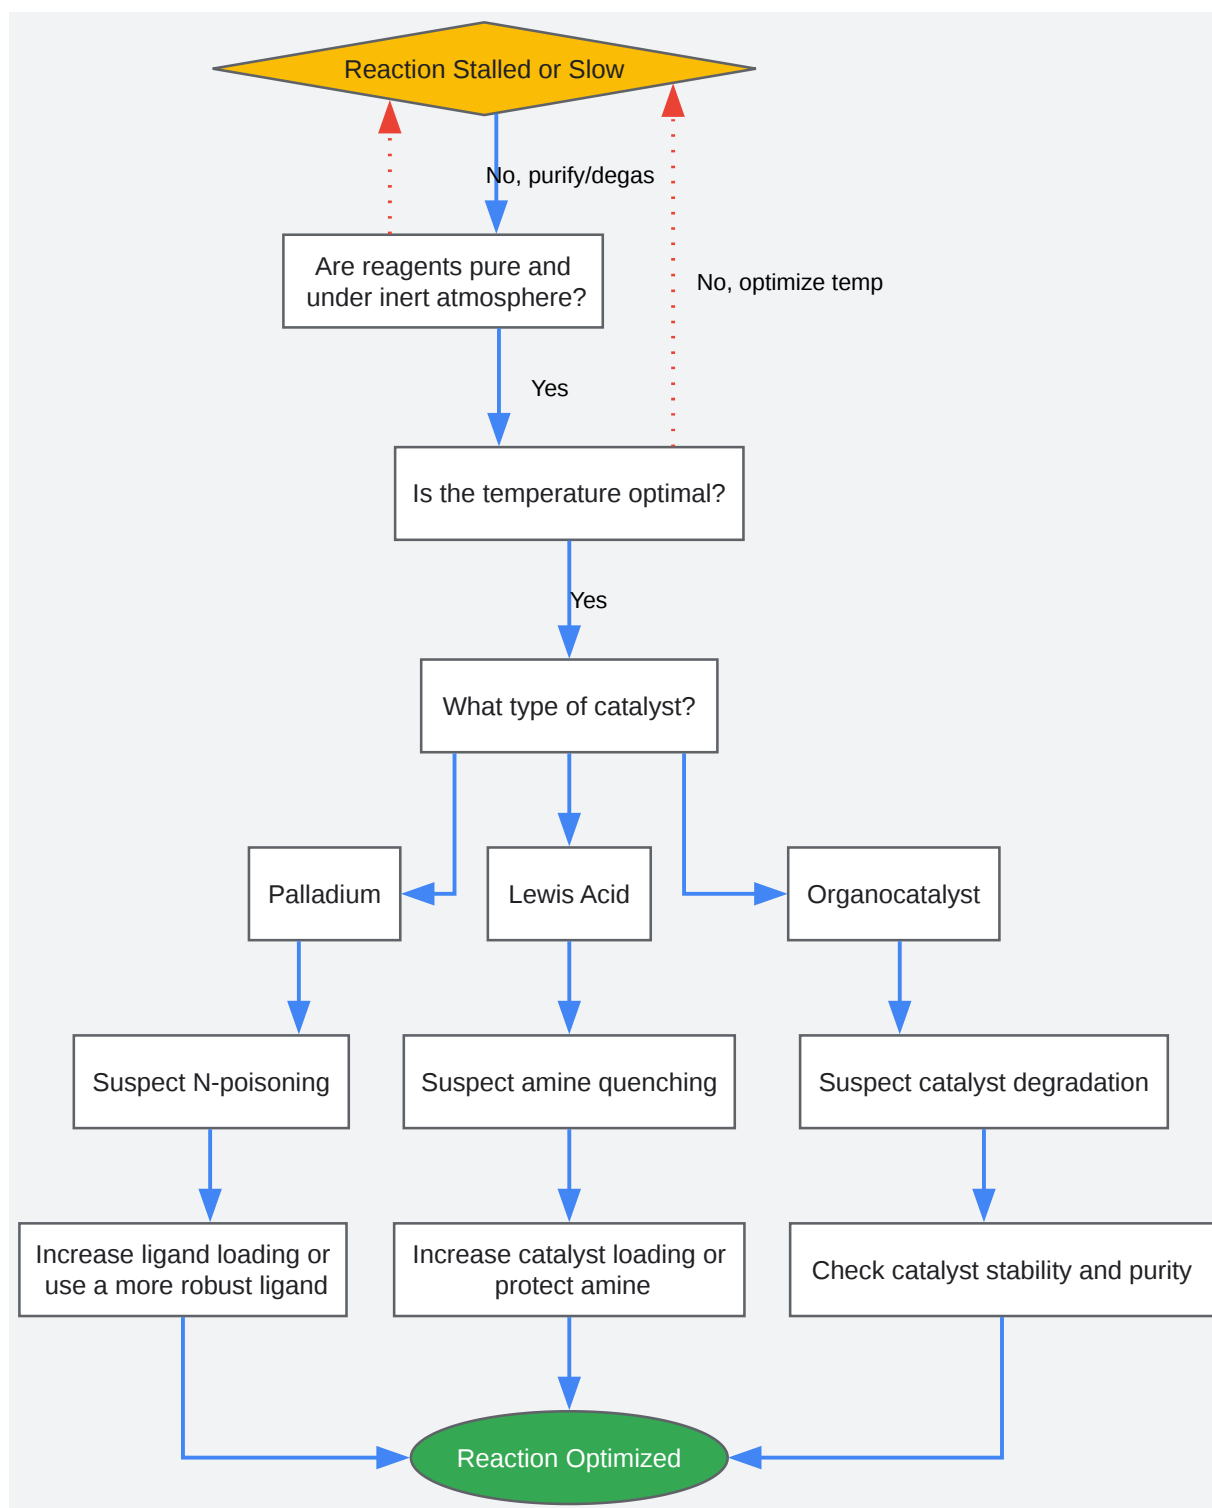 Reaction Stalled or Slow
No, purify/degas
Are reagents pure and
under inert atmosphere?
No, optimize temp
Yes
Is the temperature optimal?
Yes
What type of catalyst?
Palladium
Lewis Acid
Organocatalyst
Suspect N-poisoning
Suspect amine quenching
Suspect catalyst degradation
Increase ligand loading or
use a more robust ligand
Increase catalyst loading or
protect amine
Check catalyst stability and purity
Reaction Optimized